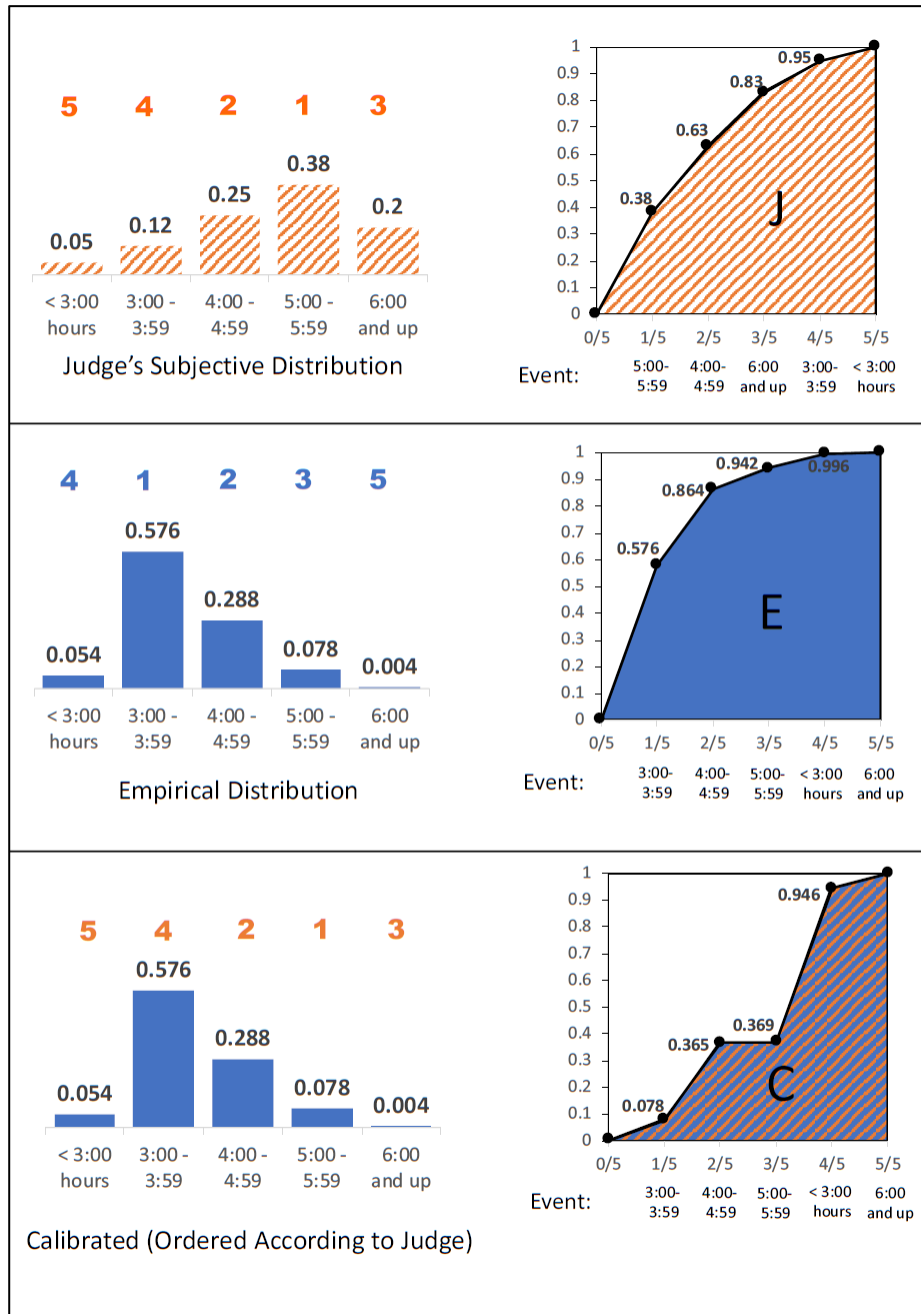 5 4 2 1 3
0.05 0.12 0.25 0.38 0.2
< 3:00 3:00 - 4:00 - 5:00 - 6:00
hours 3:59 4:59 5:59 and up
Judge's Subjective Distribution
1
0.9
0.8
0.7
0.6
0.5
0.4
0.3
0.2
0.1
0
0.38 0.63 0.83 0.95
J
0/5 1/5 2/5 3/5 4/5 5/5
Event: 5:00- 4:00- 6:00 3:00- < 3:00
5:59 4:59 and up 3:59 hours
4 1 2 3 5
0.054 0.576 0.288 0.078 0.004
< 3:00 3:00 - 4:00 - 5:00 - 6:00
hours 3:59 4:59 5:59 and up
Empirical Distribution
1
0.9
0.8
0.7
0.6
0.5
0.4
0.3
0.2
0.1
0
0.576 0.864 0.942 0.996
E
0/5 1/5 2/5 3/5 4/5 5/5
Event: 3:00- 4:00- 5:00- < 3:00 6:00
3:59 4:59 5:59 hours and up
5 4 2 1 3
0.054 0.576 0.288 0.078 0.004
< 3:00 3:00 - 4:00 - 5:00 - 6:00
hours 3:59 4:59 5:59 and up
Calibrated (Ordered According to Judge)
1
0.9
0.8
0.7
0.6
0.5
0.4
0.3
0.2
0.1
0
0.078 0.365 0.369 0.946
C
0/5 1/5 2/5 3/5 4/5 5/5
Event: 3:00- 4:00- 5:00- < 3:00 6:00
3:59 4:59 5:59 hours and up